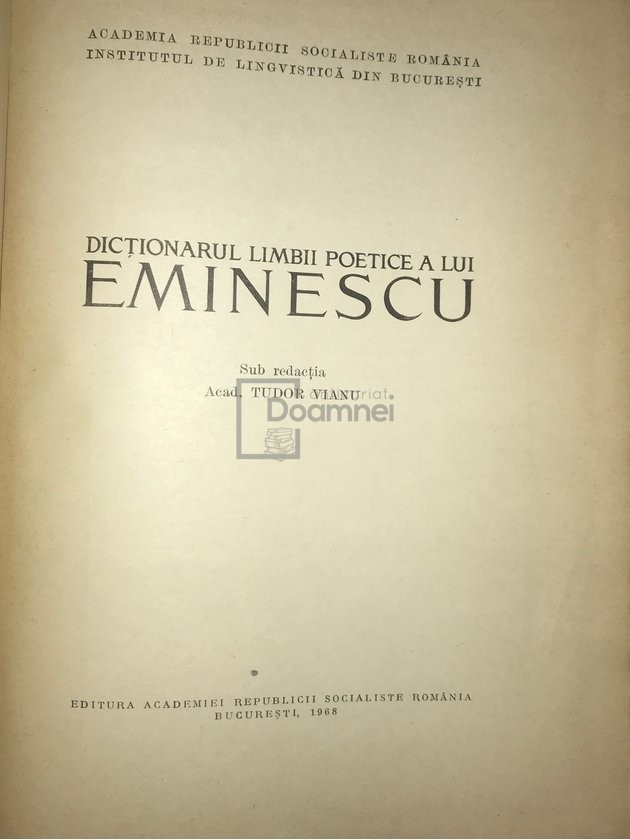 ACADEMIA REPUBLICII SOCIALISTE ROMÂNIA
INSTITUTUL DE LINGVISTICĂ DIN BUCUREȘTI
DICȚIONARUL LIMBII POETICE A LUI
EMINESCU
Sub redacția
Acad. TUDOR VIANU
Doamnei
EDITURA ACADEMIEI REPUBLICII SOCIALISTE ROMÂNIA
BUCUREȘTI, 1968